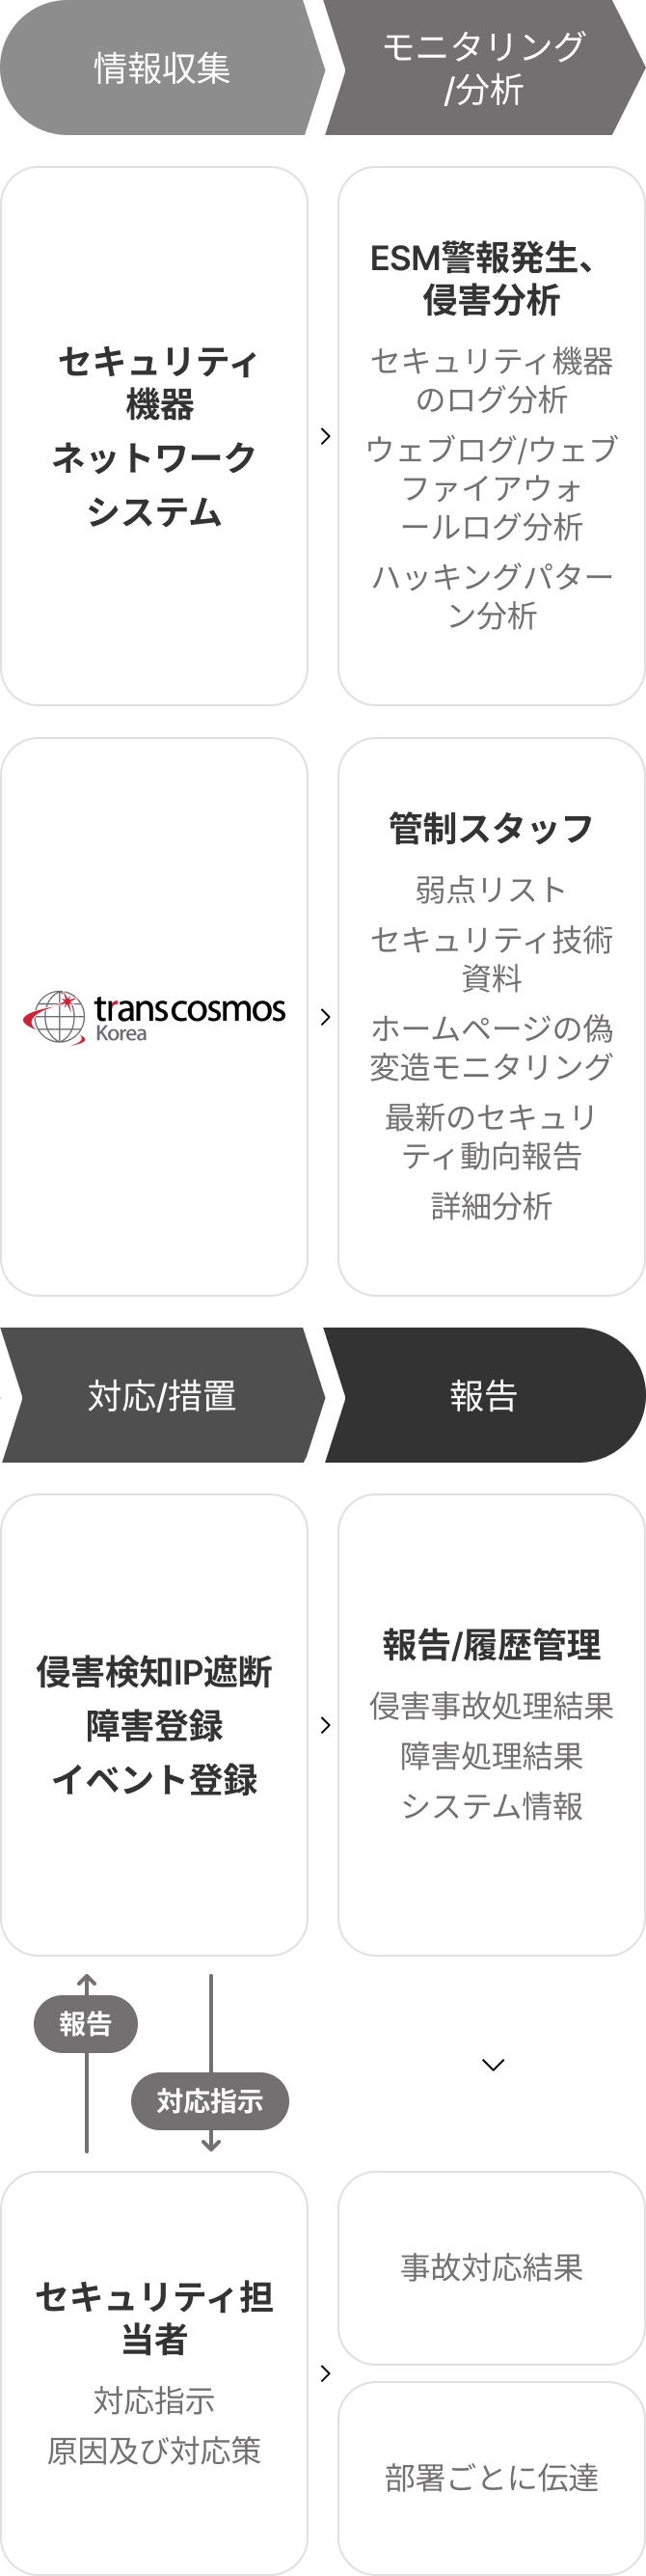 情報収集
モニタリング
/分析
セキュリティ
機器
ネットワーク
システム
ESM警報発生、
侵害分析
セキュリティ機器
のログ分析
ウェブログ/ウェブ
ファイアウォ
ールログ分析
ハッキングパター
ン分析
transcosmos
Korea
管制スタッフ
弱点リスト
セキュリティ技術
資料
ホームページの偽
変造モニタリング
最新のセキュリ
ティ動向報告
詳細分析
対応/措置
報告
侵害検知IP遮断
障害登録
イベント登録
報告/履歴管理
侵害事故処理結果
障害処理結果
システム情報
報告
対応指示
セキュリティ担
当者
対応指示
原因及び対応策
事故対応結果
部署ごとに伝達